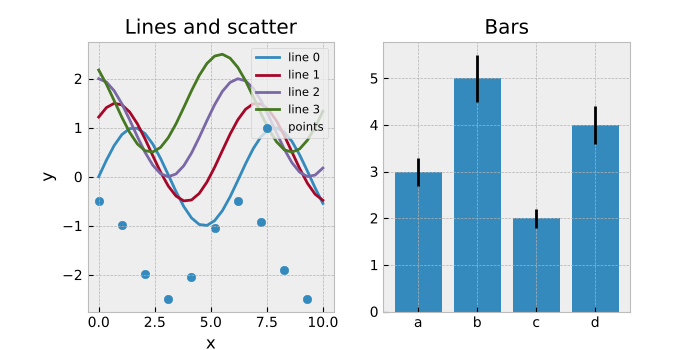 Lines and scatter
line 0
line 1
line 2
line 3
points
2
1
0
−1
−2
y
0.0 2.5 5.0 7.5 10.0
x
Bars
5
4
3
2
1
0
a b c d